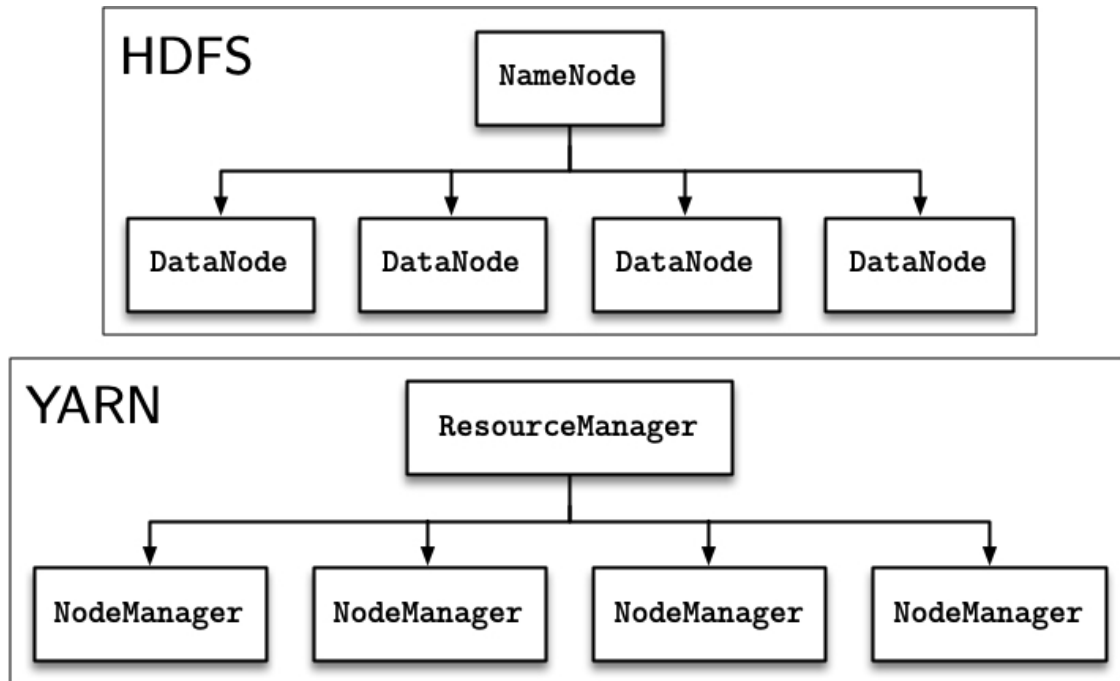 HDFS
NameNode
DataNode DataNode DataNode DataNode
YARN
ResourceManager
NodeManager NodeManager NodeManager NodeManager